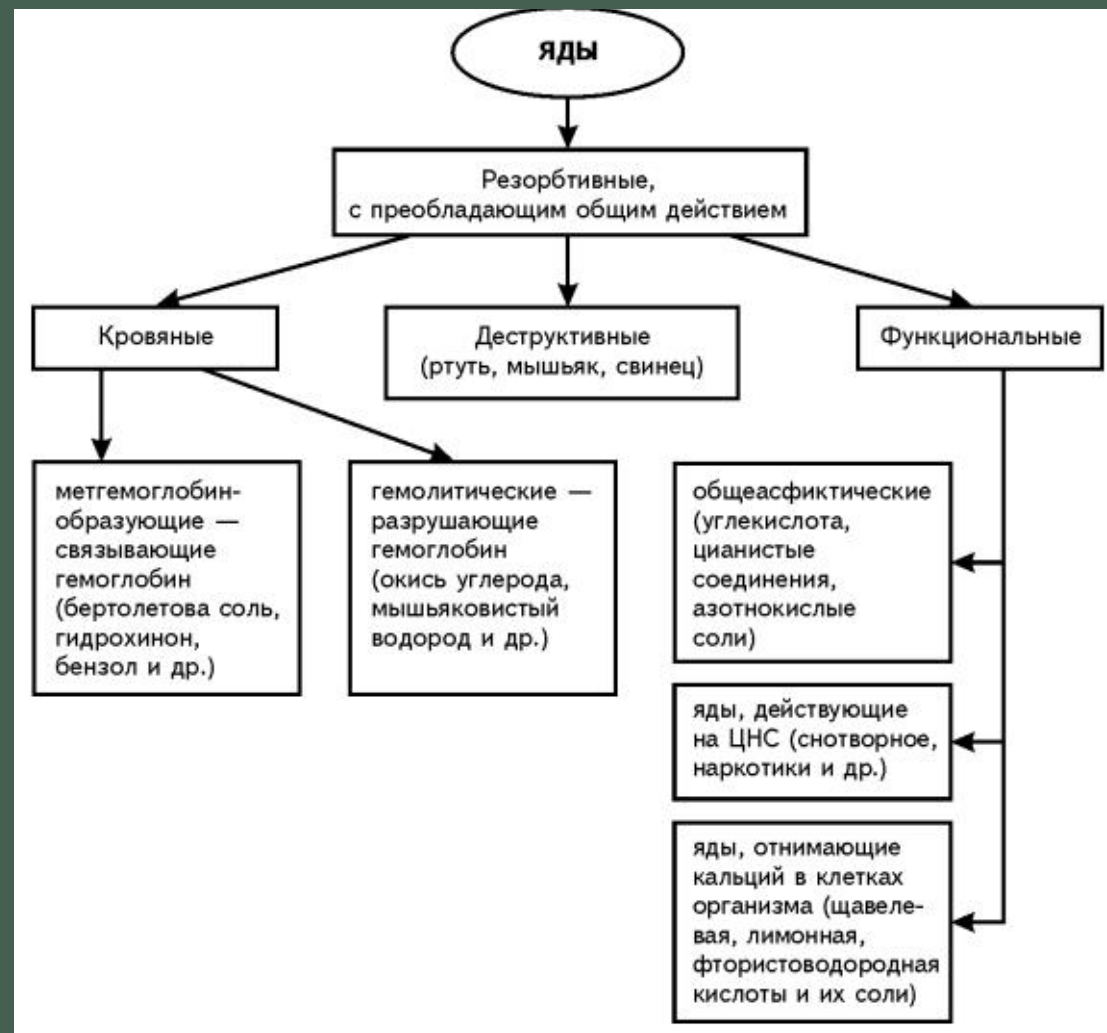 ЯДЫ
Резорбтивные,
с преобладающим общим действием
Кровяные
Деструктивные
(ртуть, мышьяк, свинец)
Функциональные
метгемоглобин-
образующие —
связывающие
гемоглобин
(бертолетова соль,
гидрохинон,
бензол и др.)
гемолитические —
разрушающие
гемоглобин
(окись углерода,
мышьяковистый
водород и др.)
общеасфиктические
(углекислота,
цианистые
соединения,
азотнокислые
соли)
яды, действующие
на ЦНС (снотворное,
наркотики и др.)
яды, отнимающие
кальций в клетках
организма (щавеле-
вая, лимонная,
фтористоводородная
кислоты и их соли)